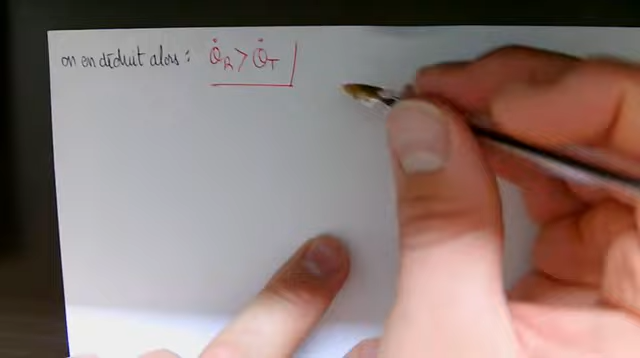 on en déduit alors : Q̇R > Q̇T